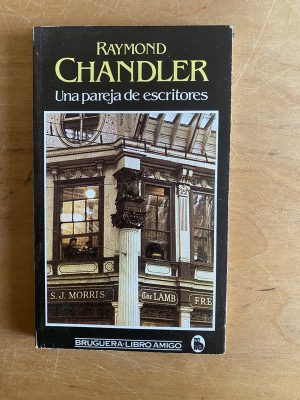 RAYMOND
CHANDLER
Una pareja de escritores
S. J. MORRIS
The LAMB
FRE
BRUGUERA·LIBRO AMIGO